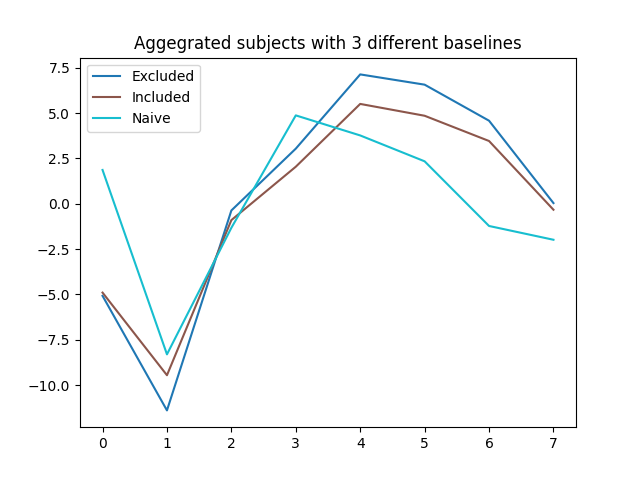 Aggegrated subjects with 3 different baselines
7.5
5.0
2.5
0.0
−2.5
−5.0
−7.5
−10.0
Excluded
Included
Naive
0 1 2 3 4 5 6 7